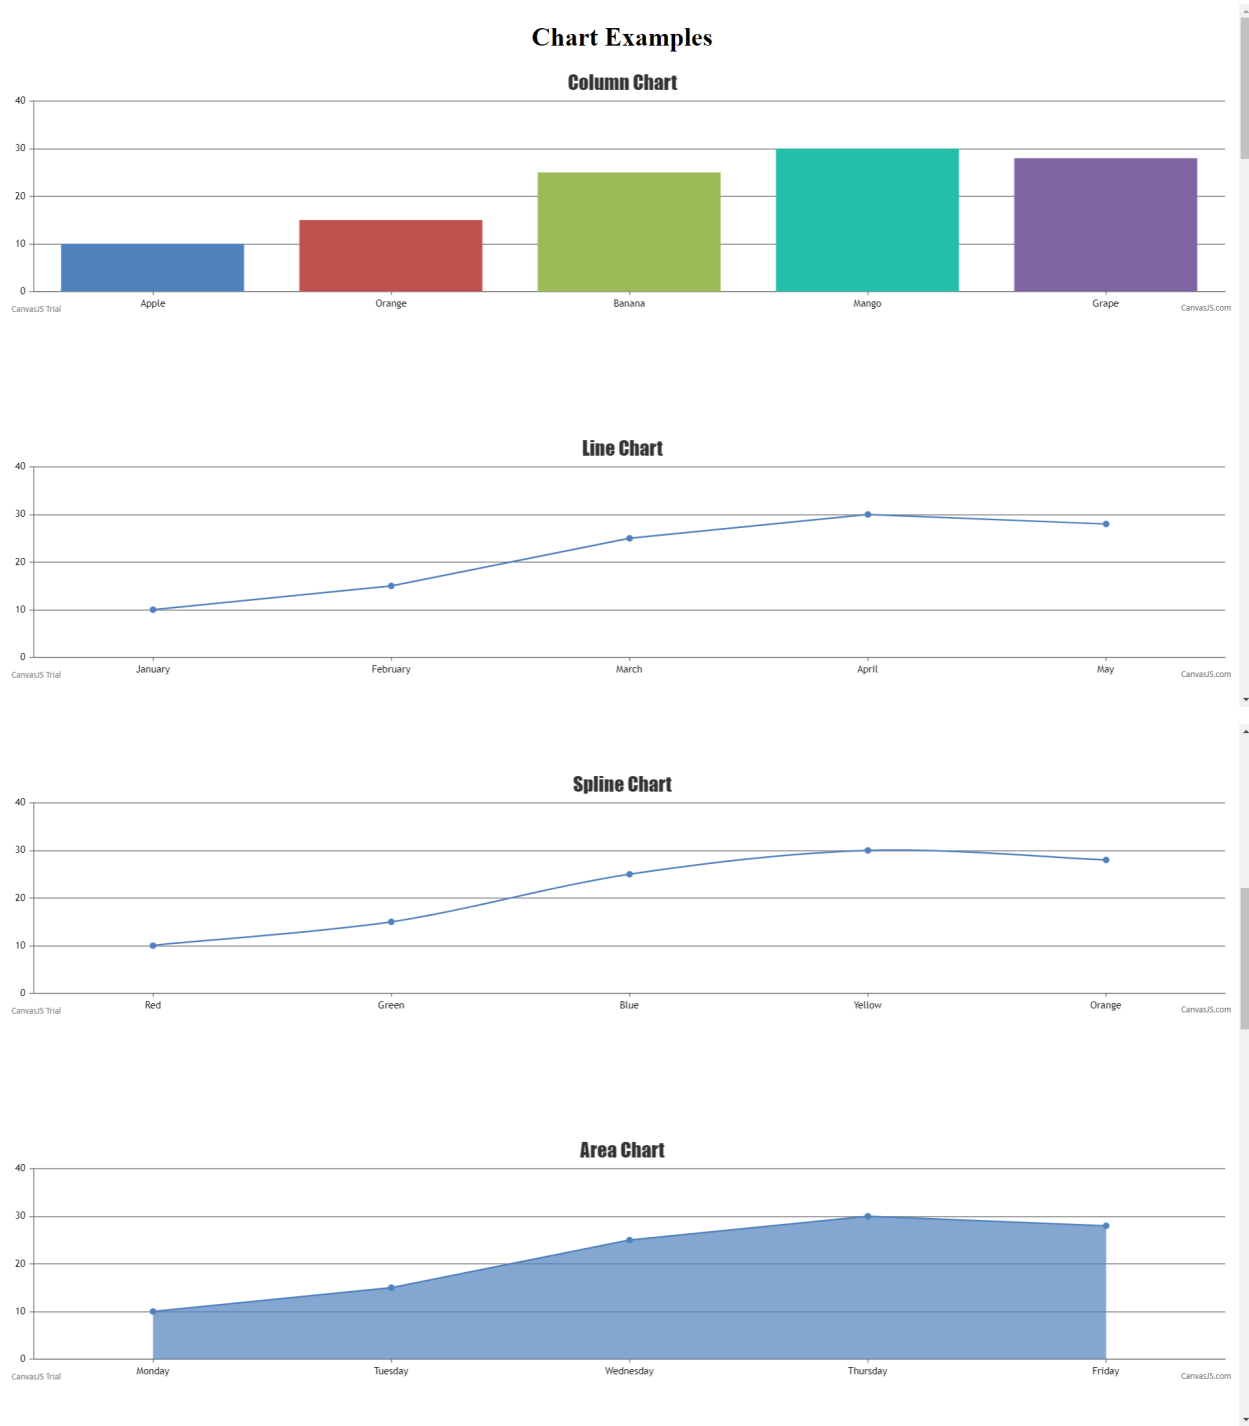 Chart Examples
Column Chart
40
30
20
10
0
Apple Orange Banana Mango Grape
CanvasJS Trial CanvasJS.com
Line Chart
40
30
20
10
0
January February March April May
CanvasJS Trial CanvasJS.com
Spline Chart
40
30
20
10
0
Red Green Blue Yellow Orange
CanvasJS Trial CanvasJS.com
Area Chart
40
30
20
10
0
Monday Tuesday Wednesday Thursday Friday
CanvasJS Trial CanvasJS.com